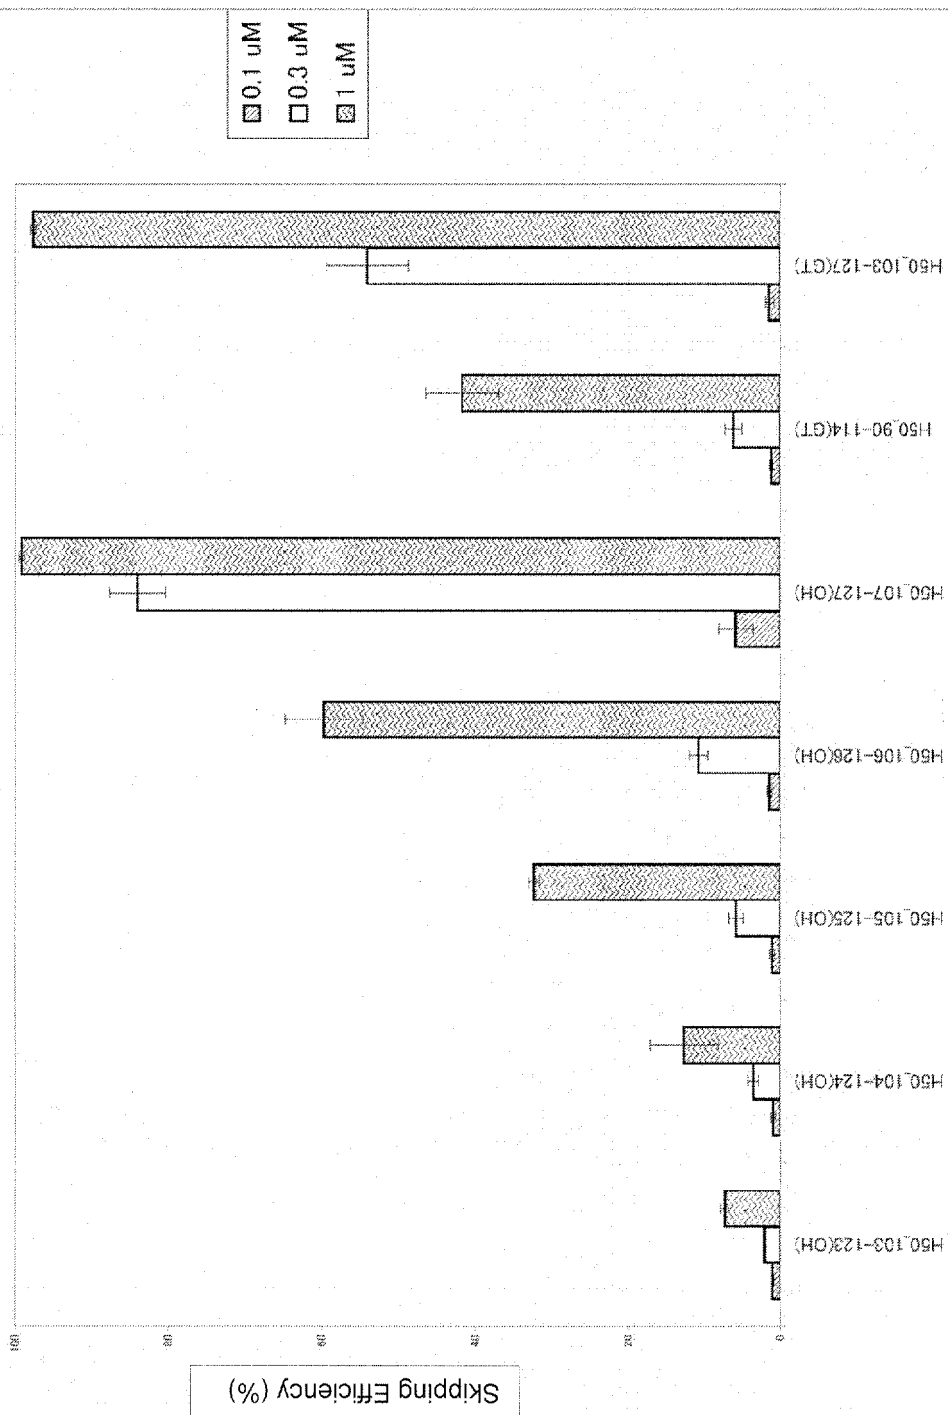 Skipping Efficiency (%)
100
80
60
40
20
0
H50_103-123(OH)
H50_104-124(OH)
H50_105-125(OH)
H50_106-126(OH)
H50_107-127(OH)
H50_90-114(GT)
H50_103-127(GT)
0.1 uM
0.3 uM
1 uM